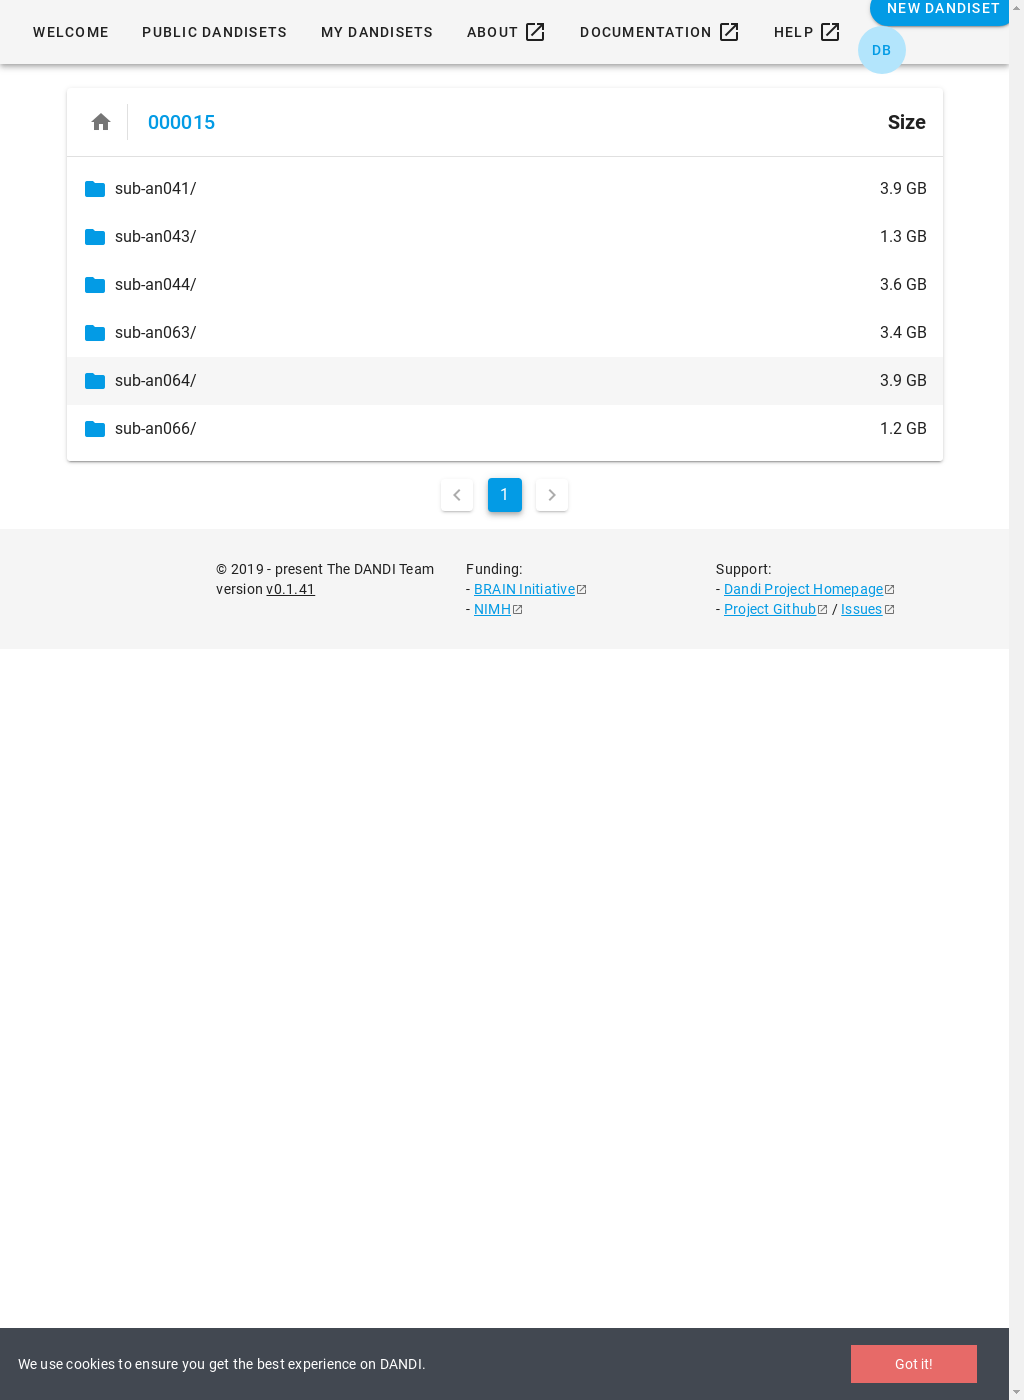 NEW DANDISET
WELCOME PUBLIC DANDISETS MY DANDISETS ABOUT DOCUMENTATION HELP
DB
000015 Size
sub-an041/ 3.9 GB
sub-an043/ 1.3 GB
sub-an044/ 3.6 GB
sub-an063/ 3.4 GB
sub-an064/ 3.9 GB
sub-an066/ 1.2 GB
1
© 2019 - present The DANDI Team
version v0.1.41
Funding:
- BRAIN Initiative
- NIMH
Support:
- Dandi Project Homepage
- Project Github / Issues
We use cookies to ensure you get the best experience on DANDI.
Got it!